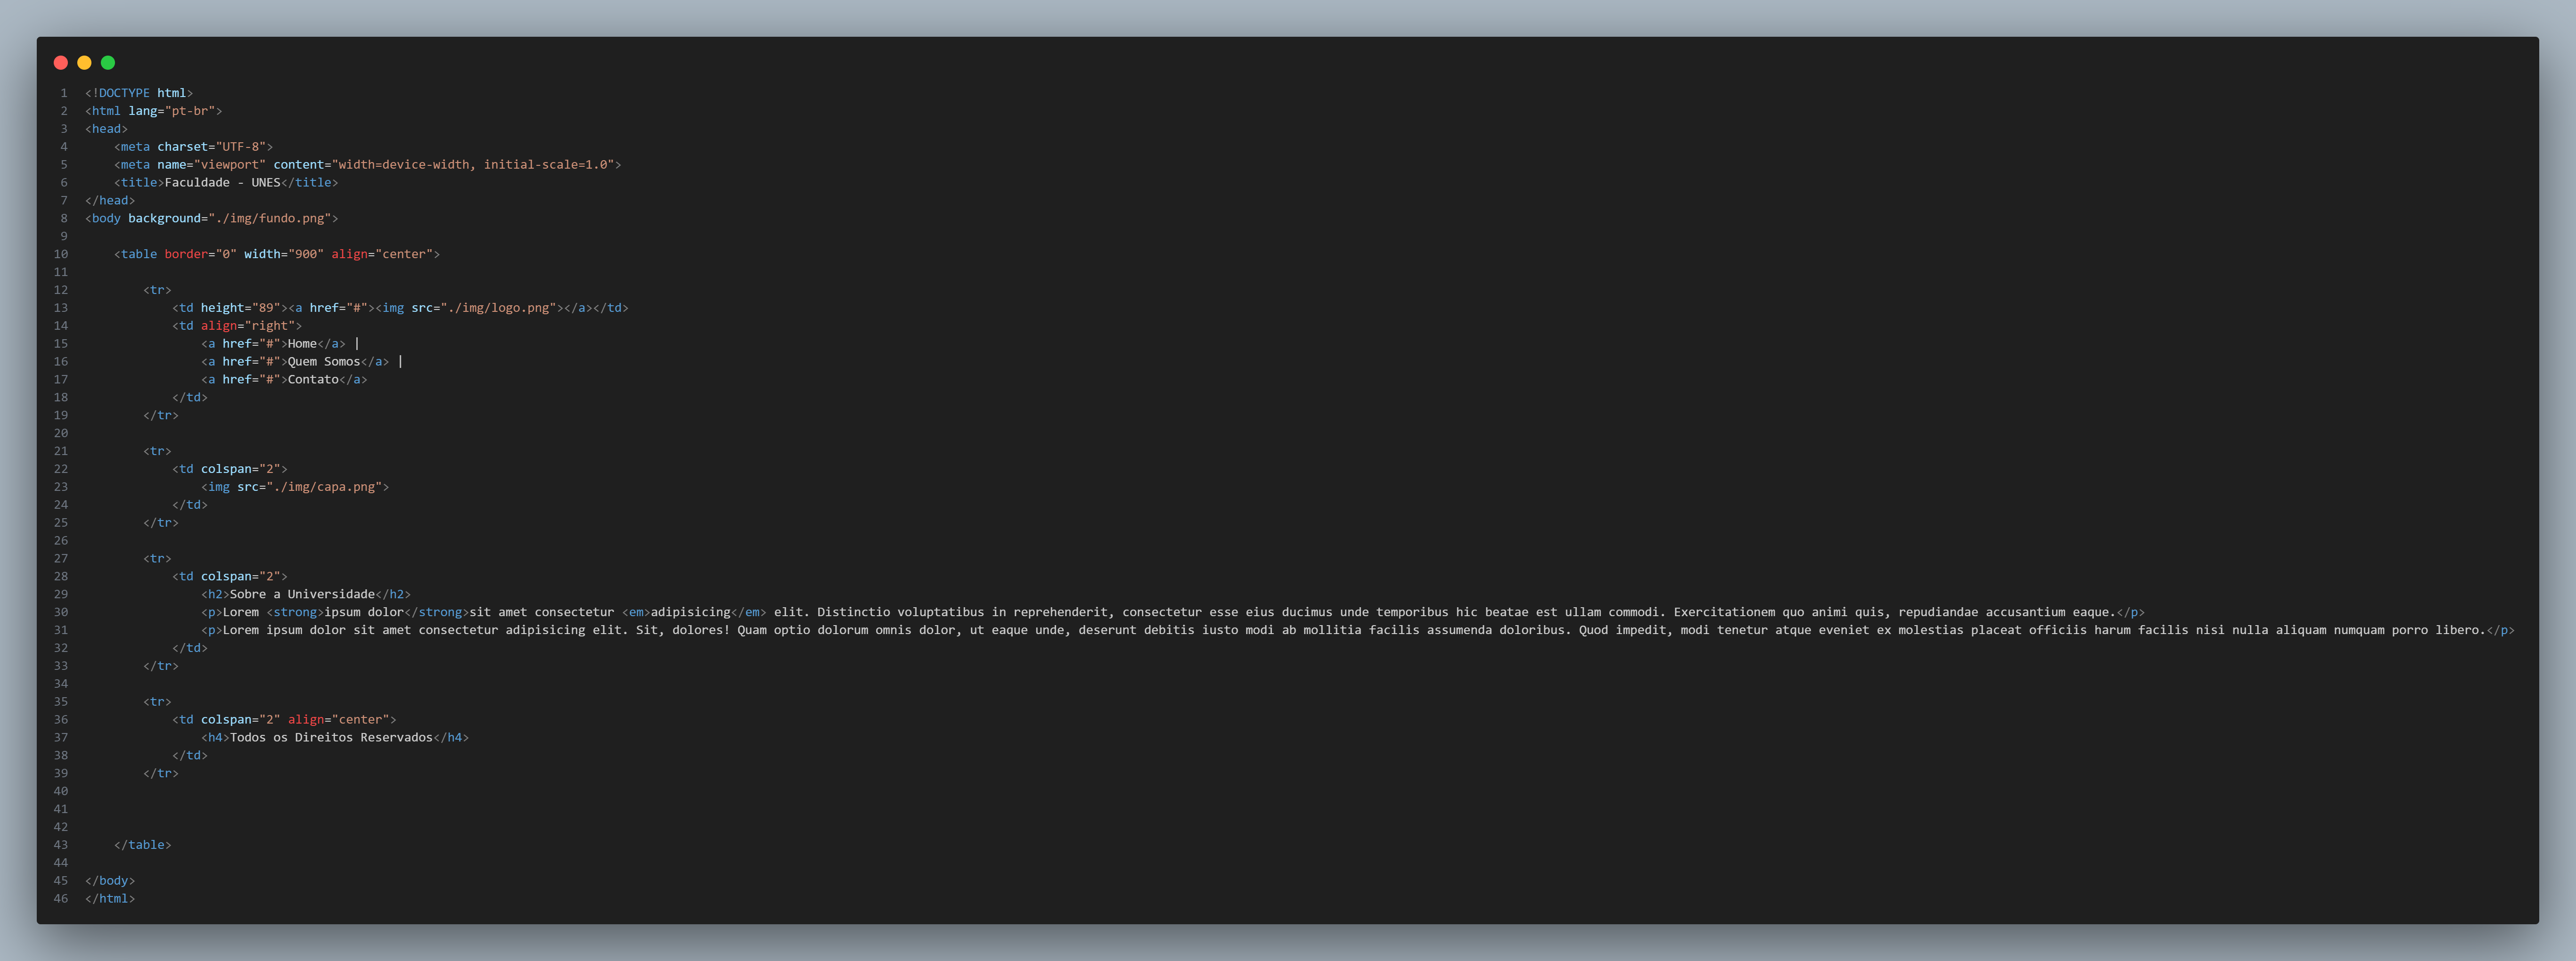 1 <!DOCTYPE html>
2 <html lang="pt-br">
3 <head>
4     <meta charset="UTF-8">
5     <meta name="viewport" content="width=device-width, initial-scale=1.0">
6     <title>Faculdade - UNES</title>
7 </head>
8 <body background="./img/fundo.png">
9
10     <table border="0" width="900" align="center">
11
12         <tr>
13             <td height="89"><a href="#"><img src="./img/logo.png"></a></td>
14             <td align="right">
15                 <a href="#">Home</a> |
16                 <a href="#">Quem Somos</a> |
17                 <a href="#">Contato</a>
18             </td>
19         </tr>
20
21         <tr>
22             <td colspan="2">
23                 <img src="./img/capa.png">
24             </td>
25         </tr>
26
27         <tr>
28             <td colspan="2">
29                 <h2>Sobre a Universidade</h2>
30                 <p>Lorem <strong>ipsum dolor</strong>sit amet consectetur <em>adipisicing</em> elit. Distinctio voluptatibus in reprehenderit, consectetur esse eius ducimus unde temporibus hic beatae est ullam commodi. Exercitationem quo animi quis, repudiandae accusantium eaque.</p>
31                 <p>Lorem ipsum dolor sit amet consectetur adipisicing elit. Sit, dolores! Quam optio dolorum omnis dolor, ut eaque unde, deserunt debitis iusto modi ab mollitia facilis assumenda doloribus. Quod impedit, modi tenetur atque eveniet ex molestias placeat officiis harum facilis nisi nulla aliquam numquam porro libero.</p>
32             </td>
33         </tr>
34
35         <tr>
36             <td colspan="2" align="center">
37                 <h4>Todos os Direitos Reservados</h4>
38             </td>
39         </tr>
40
41
42
43     </table>
44
45 </body>
46 </html>